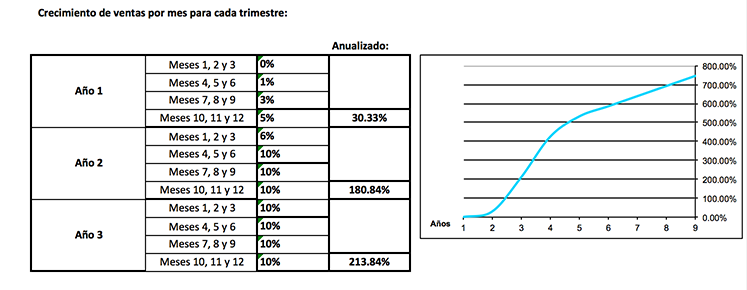 Crecimiento de ventas por mes para cada trimestre:
Anualizado:
Año 1
Meses 1, 2 y 3 0%
Meses 4, 5 y 6 1%
Meses 7, 8 y 9 3%
Meses 10, 11 y 12 5% 30.33%
Año 2
Meses 1, 2 y 3 6%
Meses 4, 5 y 6 10%
Meses 7, 8 y 9 10%
Meses 10, 11 y 12 10% 180.84%
Año 3
Meses 1, 2 y 3 10%
Meses 4, 5 y 6 10%
Meses 7, 8 y 9 10%
Meses 10, 11 y 12 10% 213.84%
800.00%
700.00%
600.00%
500.00%
400.00%
300.00%
200.00%
100.00%
0.00%
Años 1 2 3 4 5 6 7 8 9